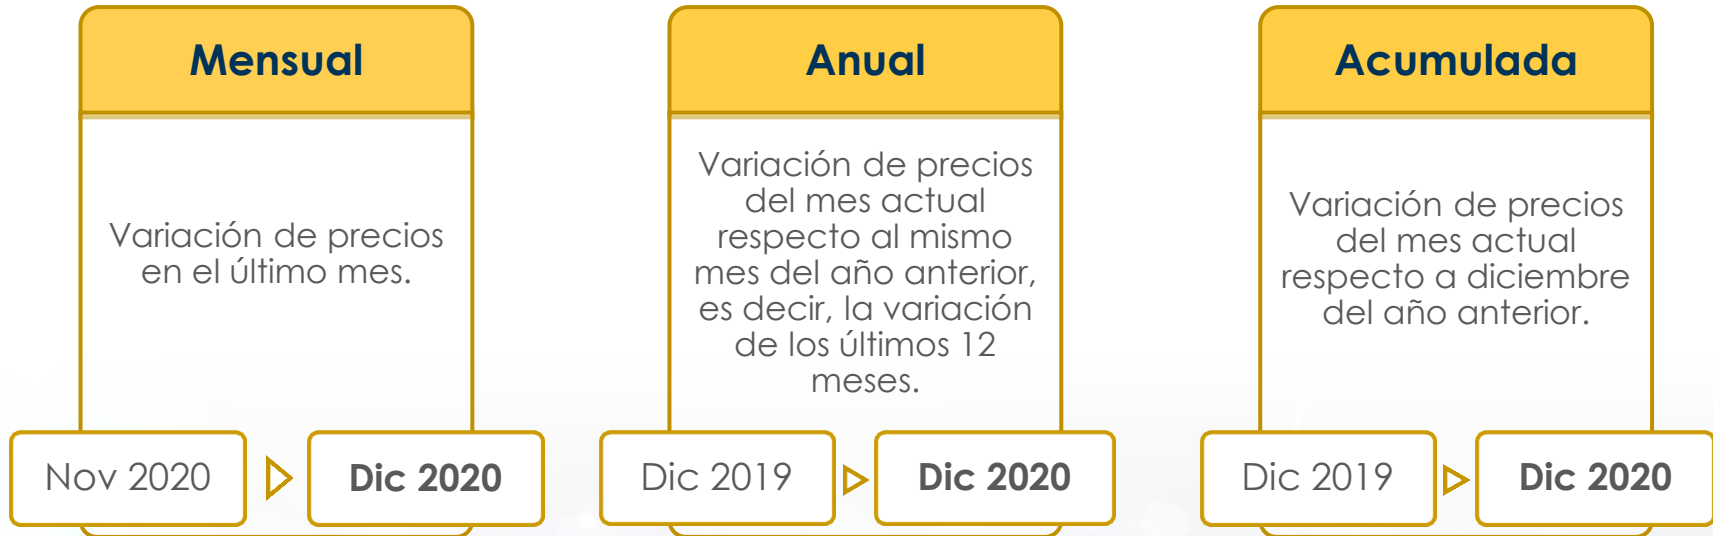 Mensual
Variación de precios
en el último mes.
Nov 2020
Dic 2020
Anual
Variación de precios
del mes actual
respecto al mismo
mes del año anterior,
es decir, la variación
de los últimos 12
meses.
Dic 2019
Dic 2020
Acumulada
Variación de precios
del mes actual
respecto a diciembre
del año anterior.
Dic 2019
Dic 2020